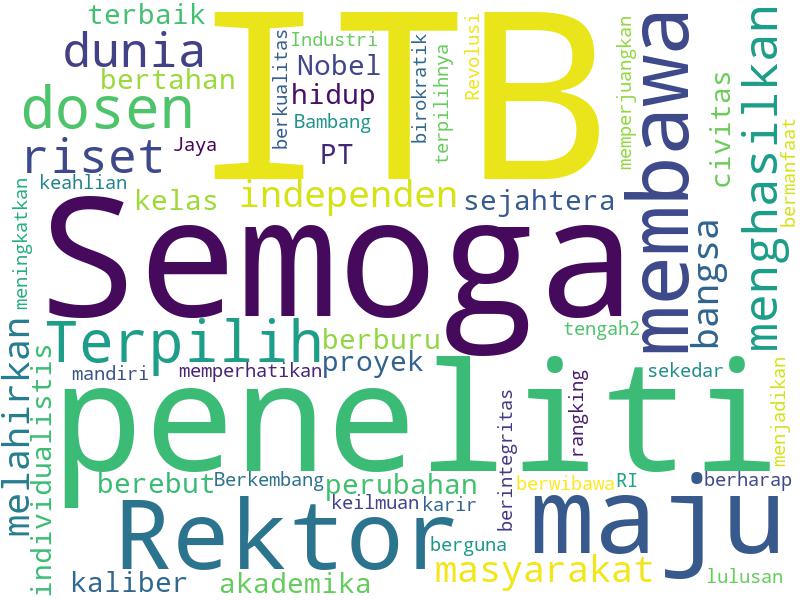 terbaik
ITB
dunia
berkualitas
Industri
Nobel
birokratik
terpilihnya
Revolusi
memperjuangkan
membawa
menghasilkan
bertahan
hidup
dosen
Bambang
civitas
bermanfaat
riset
Jaya
PT
keahlian
meningkatkan
kelas
independen
sejahtera
Semoga
bangsa
Terpilih
berburu
tengah2
melahirkan
individualistis
mandiri
memperhatikan
proyek
rangking
sekedar
menjadikan
peneliti
berebut
Berkembang
perubahan
berintegritas
berwibawa
RI
berharap
Rektor
keilmuan
karir
maju
berguna
kaliber
akademika
masyarakat
lulusan